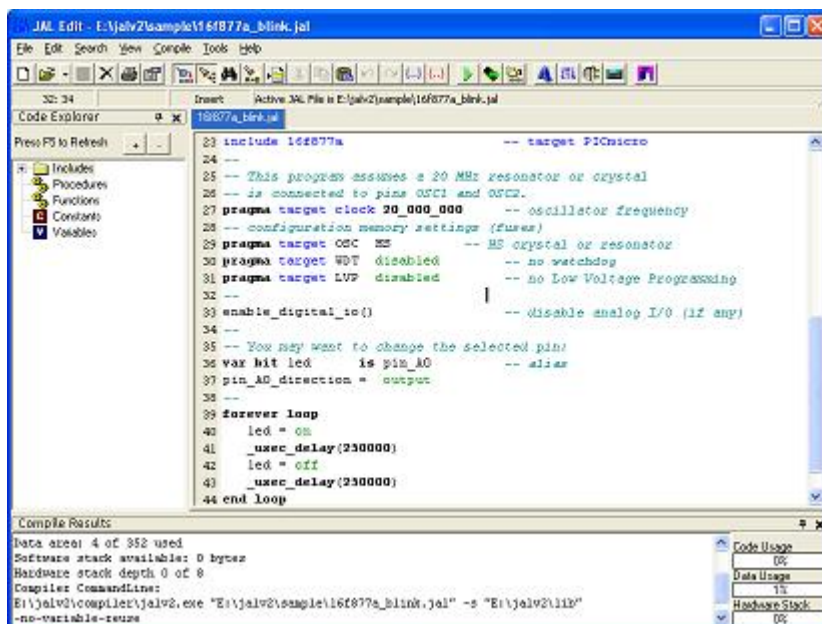 JAL Edit - E:\jalv2\sample\16f877a_blink.jal
File Edit Search View Compile Tools Help
32: 34 Insert Active JAL File is E:\jalv2\sample\16f877a_blink.jal
Code Explorer
16f877a_blink.jal
Press F5 to Refresh + -
Includes
Procedures
Functions
Constants
Variables
23 include 16f877a -- target PICmicro
24 --
25 -- This program assumes a 20 MHz resonator or crystal
26 -- is connected to pins OSC1 and OSC2.
27 pragma target clock 20_000_000 -- oscillator frequency
28 -- configuration memory settings (fuses)
29 pragma target OSC HS -- HS crystal or resonator
30 pragma target WDT disabled -- no watchdog
31 pragma target LVP disabled -- no Low Voltage Programming
32 --
33 enable_digital_io() -- disable analog I/O (if any)
34 --
35 -- You may want to change the selected pin:
36 var bit led is pin_A0 -- alias
37 pin_A0_direction = output
38 --
39 forever loop
40 led = on
41 _usec_delay(250000)
42 led = off
43 _usec_delay(250000)
44 end loop
Compile Results
Data area: 4 of 352 used
Software stack available: 0 bytes
Hardware stack depth 0 of 8
Compiler CommandLine:
E:\jalv2\compiler\jalv2.exe "E:\jalv2\sample\16f877a_blink.jal" -s "E:\jalv2\lib"
-no-variable-reuse
Code Usage
0%
Data Usage
1%
Hardware Stack
0%